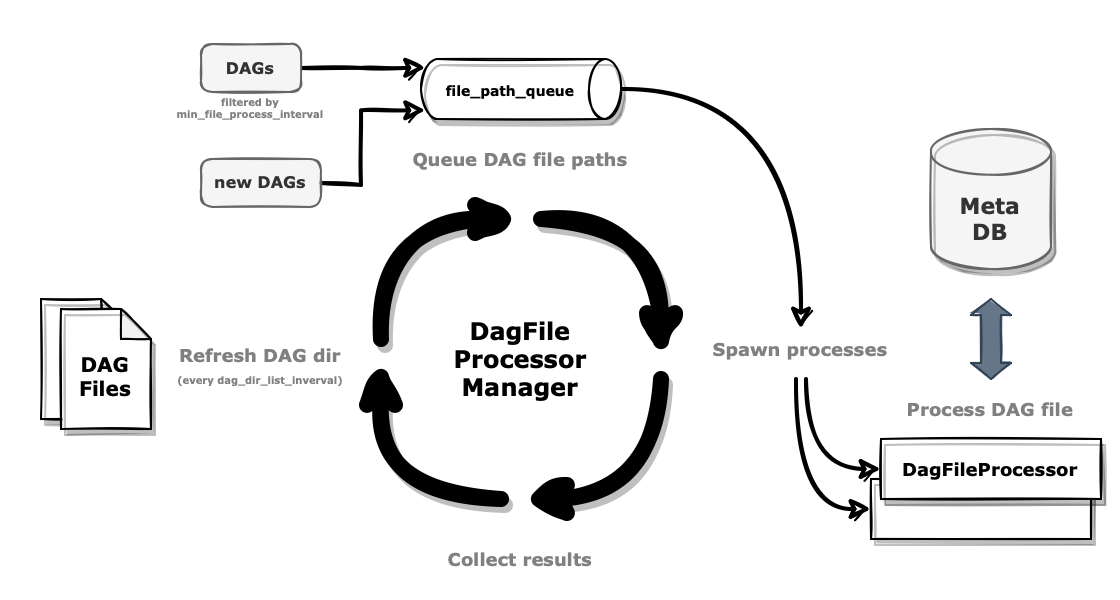 DAGs
filtered by
min_file_process_interval
new DAGs
file_path_queue
Queue DAG file paths
Meta
DB
DAG
Files
Refresh DAG dir
(every dag_dir_list_inverval)
DagFile
Processor
Manager
Spawn processes
Process DAG file
DagFileProcessor
Collect results